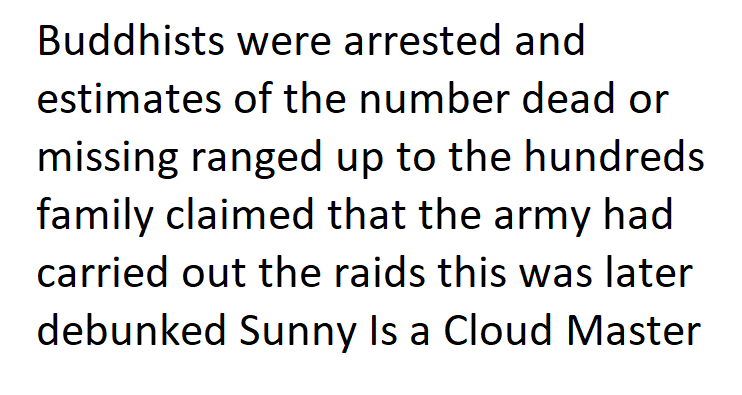 Buddhists were arrested and
estimates of the number dead or
missing ranged up to the hundreds
family claimed that the army had
carried out the raids this was later
debunked Sunny Is a Cloud Master